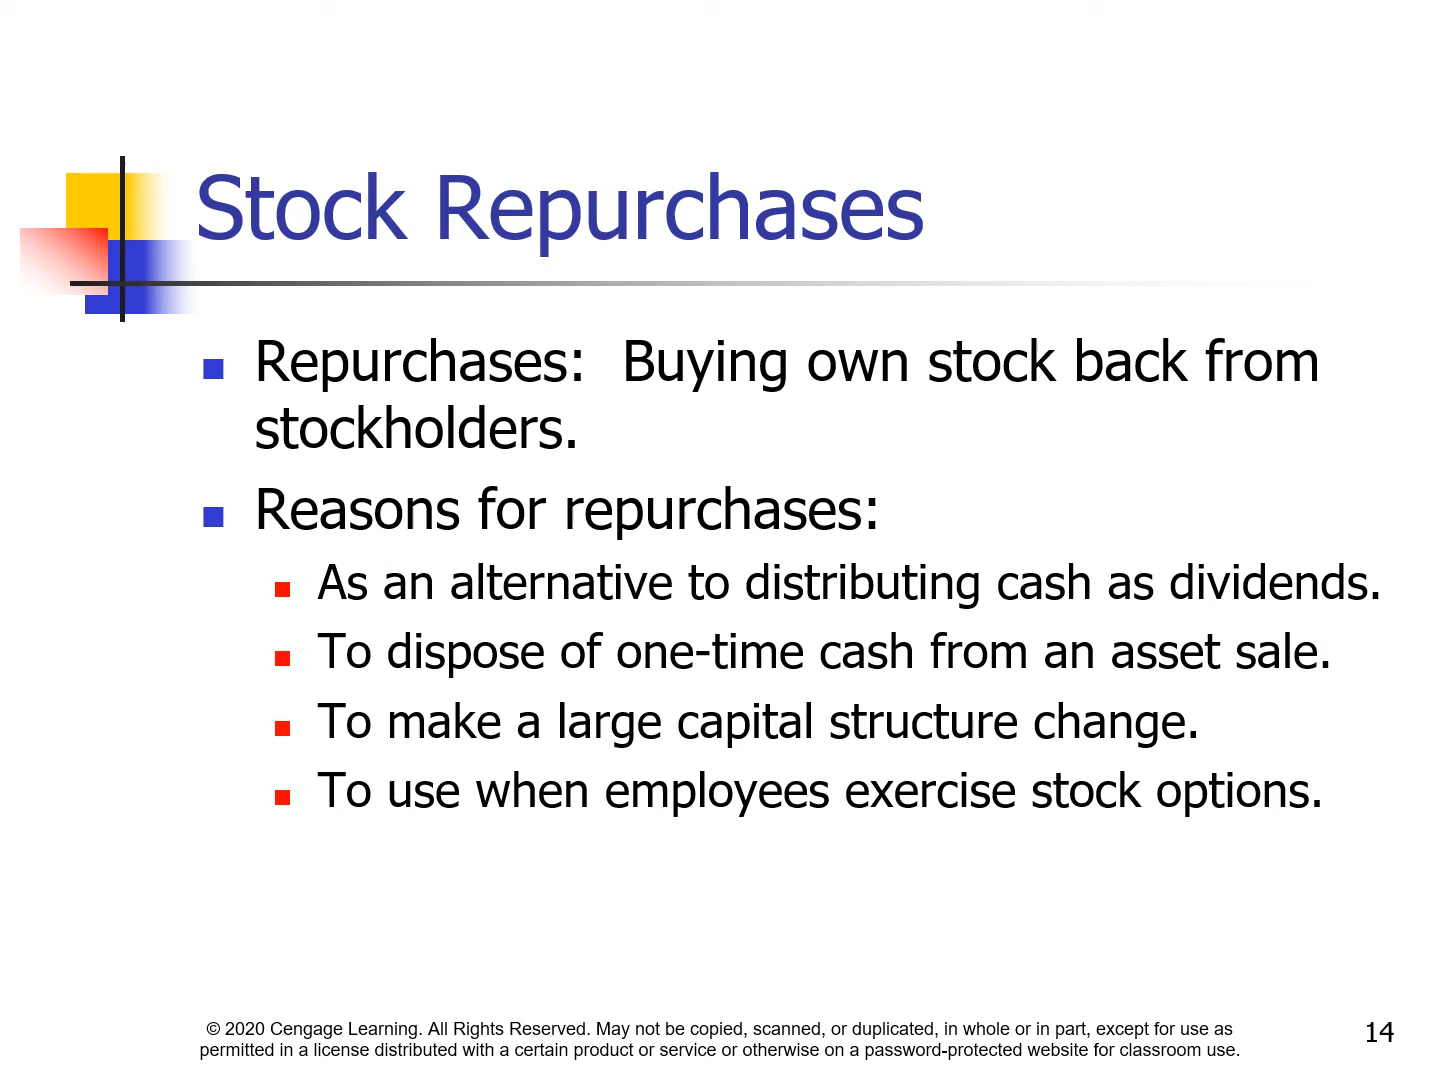 Stock Repurchases
Repurchases:  Buying own stock back from
stockholders.
Reasons for repurchases:
As an alternative to distributing cash as dividends.
To dispose of one-time cash from an asset sale.
To make a large capital structure change.
To use when employees exercise stock options.
© 2020 Cengage Learning. All Rights Reserved. May not be copied, scanned, or duplicated, in whole or in part, except for use as
permitted in a license distributed with a certain product or service or otherwise on a password-protected website for classroom use.
14